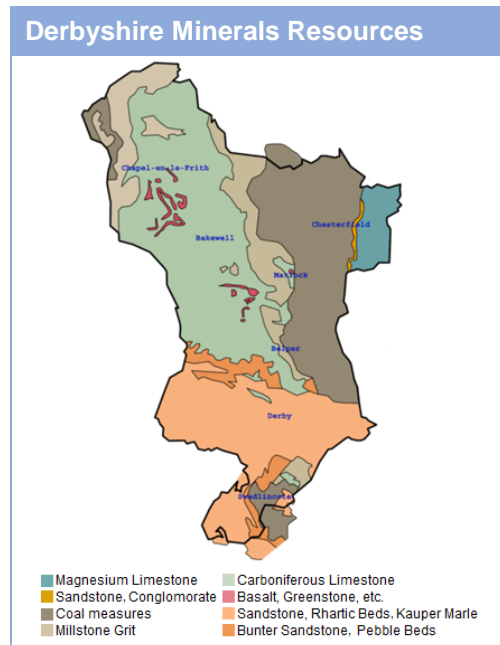 Derbyshire Minerals Resources
Chapel-en-le-Frith
Chesterfield
Bakewell
Matlock
Belper
Derby
Swadlincote
Magnesium Limestone
Carboniferous Limestone
Sandstone, Conglomorate
Basalt, Greenstone, etc.
Coal measures
Sandstone, Rhartic Beds, Kauper Marle
Millstone Grit
Bunter Sandstone, Pebble Beds